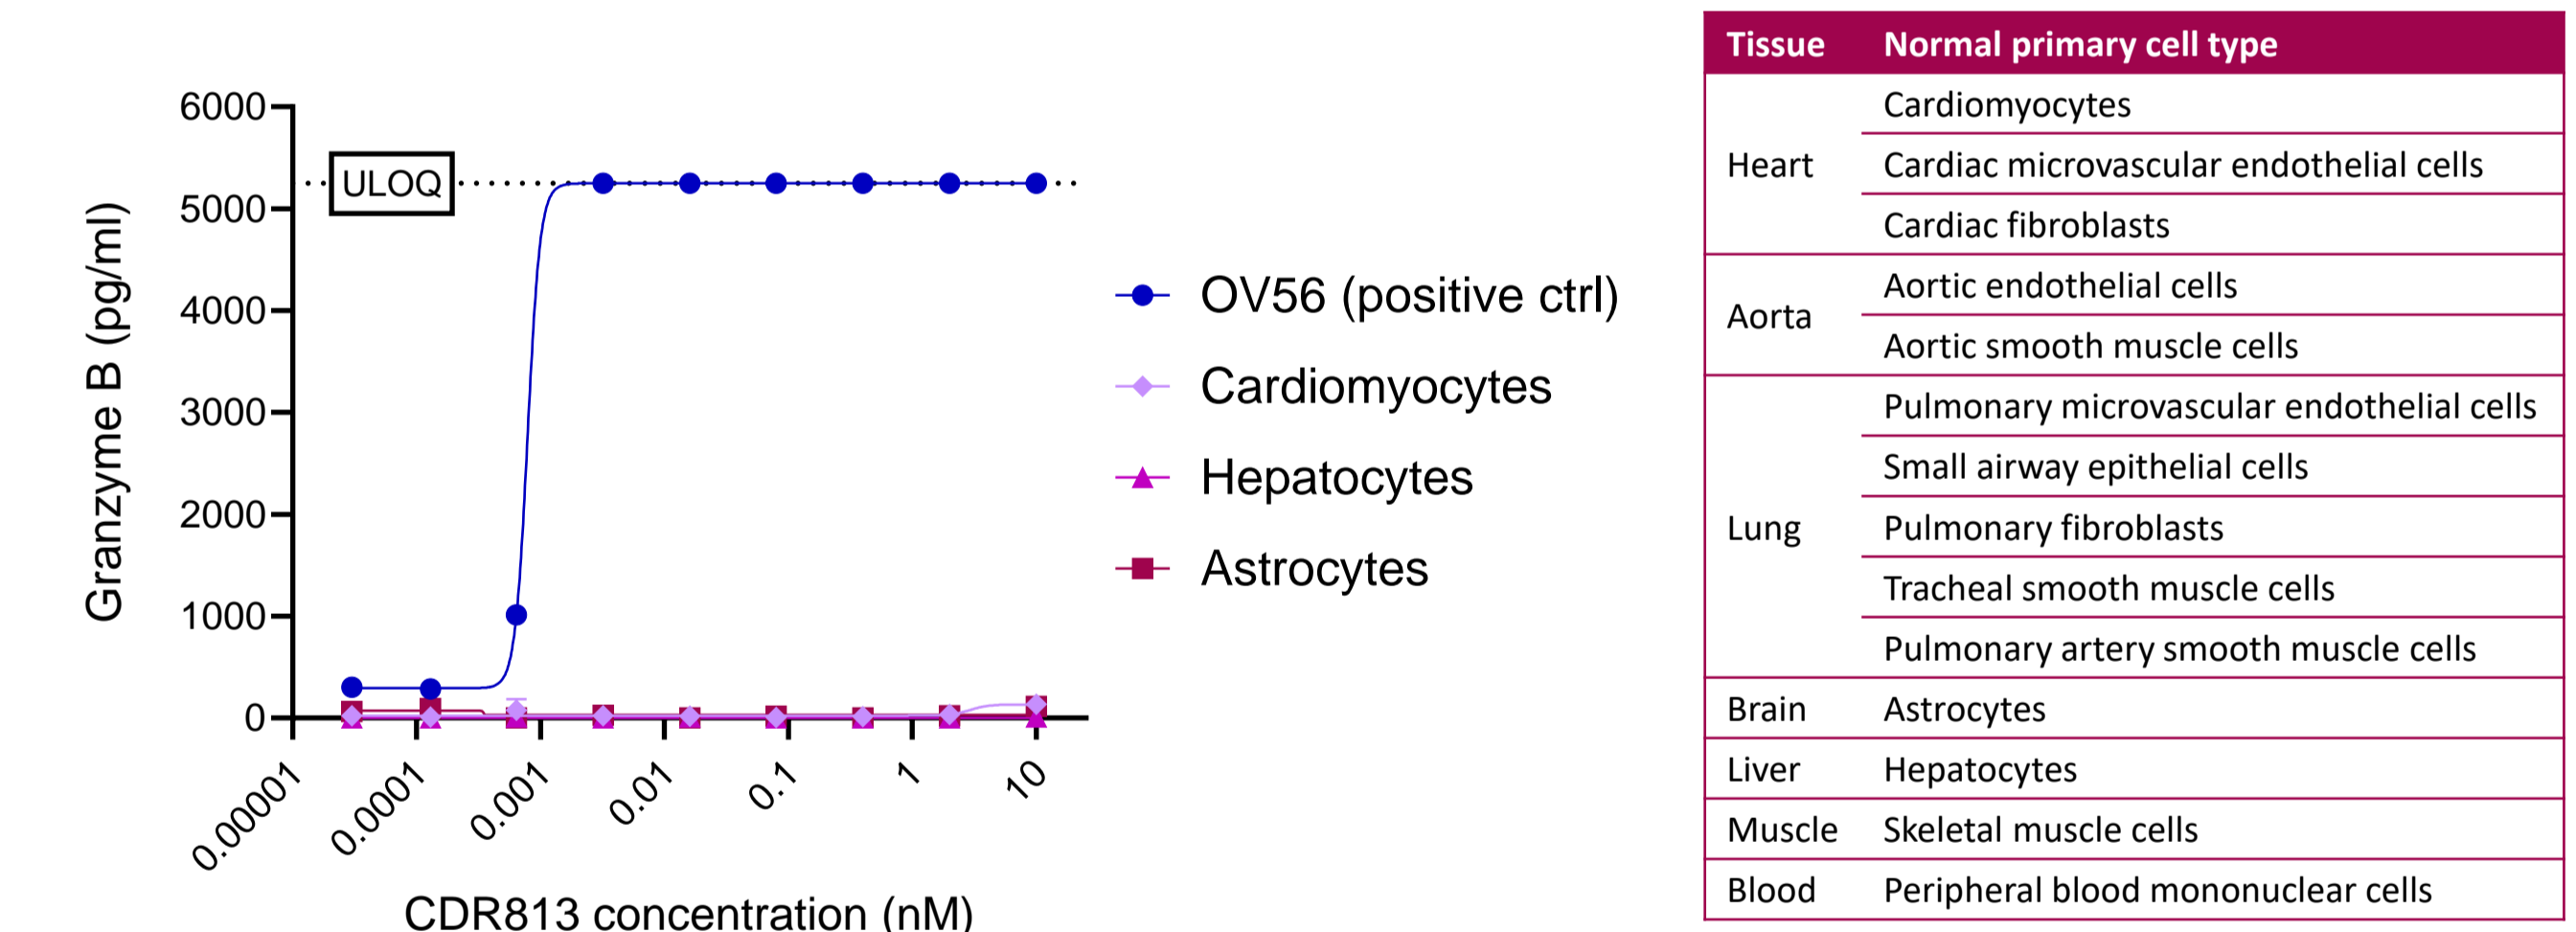 6000
5000
4000
3000
2000
1000
0
Granzyme B (pg/ml)
ULOQ
0.00001
0.0001
0.001
0.01
0.1
1
10
CDR813 concentration (nM)
OV56 (positive ctrl)
Cardiomyocytes
Hepatocytes
Astrocytes
Tissue Normal primary cell type
Heart
Cardiomyocytes
Cardiac microvascular endothelial cells
Cardiac fibroblasts
Aorta
Aortic endothelial cells
Aortic smooth muscle cells
Lung
Pulmonary microvascular endothelial cells
Small airway epithelial cells
Pulmonary fibroblasts
Tracheal smooth muscle cells
Pulmonary artery smooth muscle cells
Brain Astrocytes
Liver Hepatocytes
Muscle Skeletal muscle cells
Blood Peripheral blood mononuclear cells